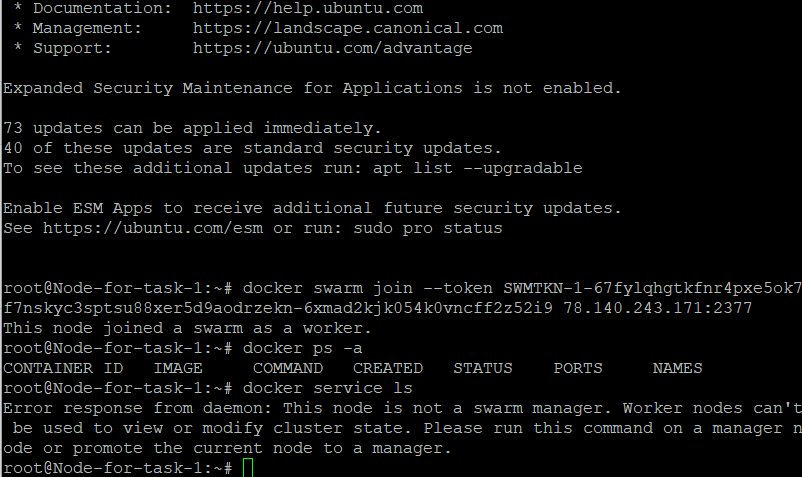 * Documentation:  https://help.ubuntu.com
 * Management:     https://landscape.canonical.com
 * Support:        https://ubuntu.com/advantage
Expanded Security Maintenance for Applications is not enabled.
73 updates can be applied immediately.
40 of these updates are standard security updates.
To see these additional updates run: apt list --upgradable
Enable ESM Apps to receive additional future security updates.
See https://ubuntu.com/esm or run: sudo pro status
root@Node-for-task-1:~# docker swarm join --token SWMTKN-1-67fylqhgtkfnr4pxe5ok7
f7nskyc3sptsu88xer5d9aodrzekn-6xmad2kjk054k0vncff2z52i9 78.140.243.171:2377
This node joined a swarm as a worker.
root@Node-for-task-1:~# docker ps -a
CONTAINER ID   IMAGE     COMMAND   CREATED   STATUS    PORTS     NAMES
root@Node-for-task-1:~# docker service ls
Error response from daemon: This node is not a swarm manager. Worker nodes can't
 be used to view or modify cluster state. Please run this command on a manager n
ode or promote the current node to a manager.
root@Node-for-task-1:~#